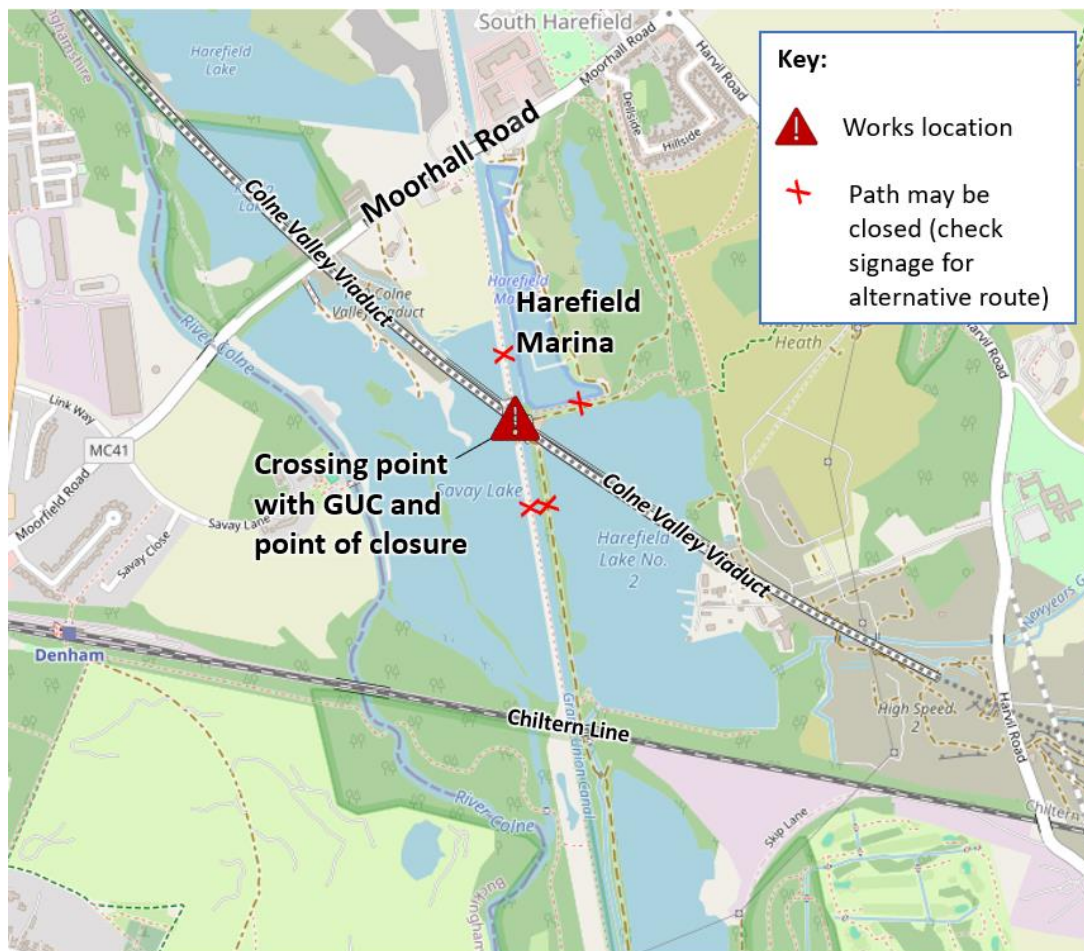 South Harefield
Harefield
Lake
Moorhall Road
Harvil Road
Dellside
Hillside
Key:
Works location
Path may be
closed (check
signage for
alternative route)
Moorhall Road
Colne Valley Viaduct
Colne
Valley Viaduct
Harefield
Harefield
Marina
Heath
Harvil Road
River Colne
Link Way
MC41
Moorfield Road
Savay Lane
Savay Close
Crossing point
with GUC and
point of closure
Savay Lake
Colne Valley Viaduct
Harefield
Lake No.
2
Denham
Chiltern Line
Grand Union Canal
High Speed
2
Harvil Road
Newyears G
Chiltern
Skip Lane
River Colne
Buckingham